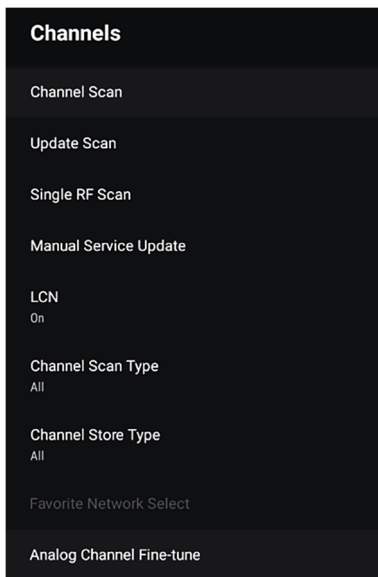 Channels
Channel Scan
Update Scan
Single RF Scan
Manual Service Update
LCN
On
Channel Scan Type
All
Channel Store Type
All
Favorite Network Select
Analog Channel Fine-tune